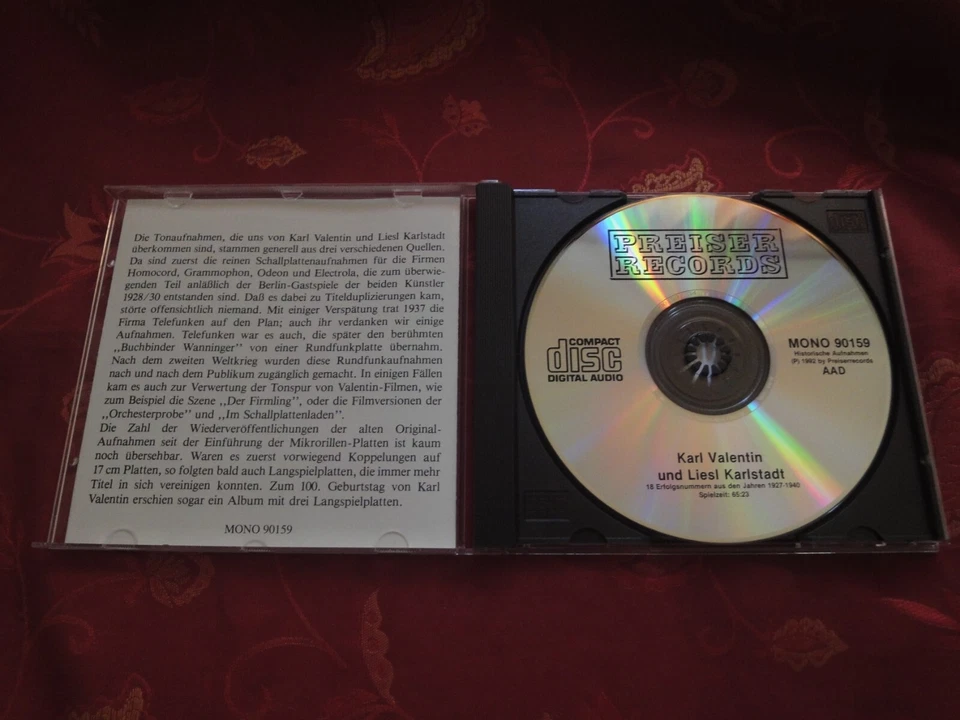 Die Tonaufnahmen, die uns von Karl Valentin und Liesl Karlstadt
überkommen sind, stammen generell aus drei verschiedenen Quellen.
Da sind zuerst die reinen Schallplattenaufnahmen für die Firmen
Homocord, Grammophon, Odeon und Electrola, die zum überwie-
genden Teil anläßlich der Berlin-Gastspiele der beiden Künstler
1928/30 entstanden sind. Daß es dabei zu Titelduplizierungen kam,
störte offensichtlich niemand. Mit einiger Verspätung trat 1937 die
Firma Telefunken auf den Plan; auch ihr verdanken wir einige
Aufnahmen. Telefunken war es auch, die später den berühmten
,,Buchbinder Wanninger" von einer Rundfunkplatte übernahm.
Nach dem zweiten Weltkrieg wurden diese Rundfunkaufnahmen
nach und nach dem Publikum zugänglich gemacht. In einigen Fällen
kam es auch zur Verwertung der Tonspur von Valentin-Filmen, wie
zum Beispiel die Szene ,,Der Firmling", oder die Filmversionen der
,,Orchesterprobe" und ,,Im Schallplattenladen".
Die Zahl der Wiederveröffentlichungen der alten Original-
Aufnahmen seit der Einführung der Mikrorillen-Platten ist kaum
noch übersehbar. Waren es zuerst vorwiegend Koppelungen auf
17 cm Platten, so folgten bald auch Langspielplatten, die immer mehr
Titel in sich vereinigen konnten. Zum 100. Geburtstag von Karl
Valentin erschien sogar ein Album mit drei Langspielplatten.
MONO 90159
PREISER
RECORDS
COMPACT
disc
DIGITAL AUDIO
MONO 90159
Historische Aufnahmen
(P) 1992 by Preiserrecords
AAD
Karl Valentin
und Liesl Karlstadt
16 Erfolgsnummern aus den Jahren 1927-1940
Spielzeit: 65:23